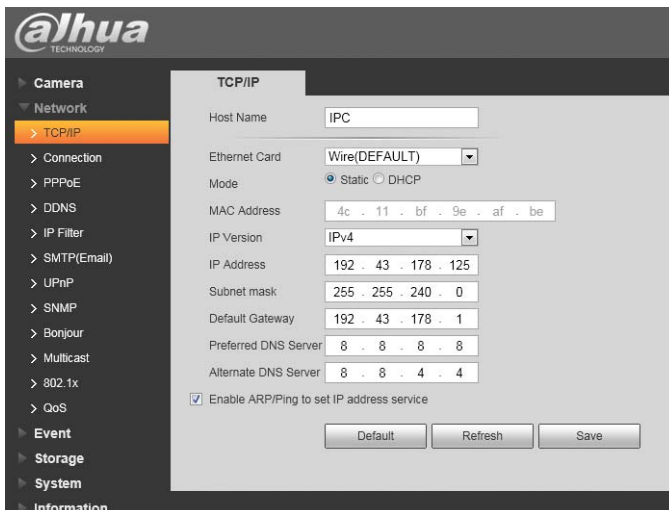 alhua
TECHNOLOGY
Camera
Network
TCP/IP
Connection
PPPoE
DDNS
IP Filter
SMTP(Email)
UPnP
SNMP
Bonjour
Multicast
802.1x
QoS
Event
Storage
System
Information
TCP/IP
Host Name IPC
Ethernet Card Wire(DEFAULT)
Mode Static DHCP
MAC Address 4c . 11 . bf . 9e . af . be
IP Version IPv4
IP Address 192 . 43 . 178 . 125
Subnet mask 255 . 255 . 240 . 0
Default Gateway 192 . 43 . 178 . 1
Preferred DNS Server 8 . 8 . 8 . 8
Alternate DNS Server 8 . 8 . 4 . 4
Enable ARP/Ping to set IP address service
Default Refresh Save